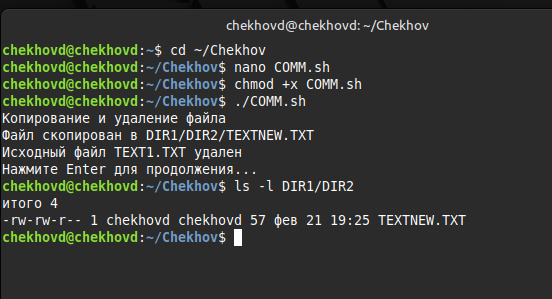 chekhovd@chekhovd: ~/Chekhov
chekhovd@chekhovd:~$ cd ~/Chekhov
chekhovd@chekhovd:~/Chekhov$ nano COMM.sh
chekhovd@chekhovd:~/Chekhov$ chmod +x COMM.sh
chekhovd@chekhovd:~/Chekhov$ ./COMM.sh
Копирование и удаление файла
Файл скопирован в DIR1/DIR2/TEXTNEW.TXT
Исходный файл TEXT1.TXT удален
Нажмите Enter для продолжения...
chekhovd@chekhovd:~/Chekhov$ ls -l DIR1/DIR2
итого 4
-rw-rw-r-- 1 chekhovd chekhovd 57 фев 21 19:25 TEXTNEW.TXT
chekhovd@chekhovd:~/Chekhov$